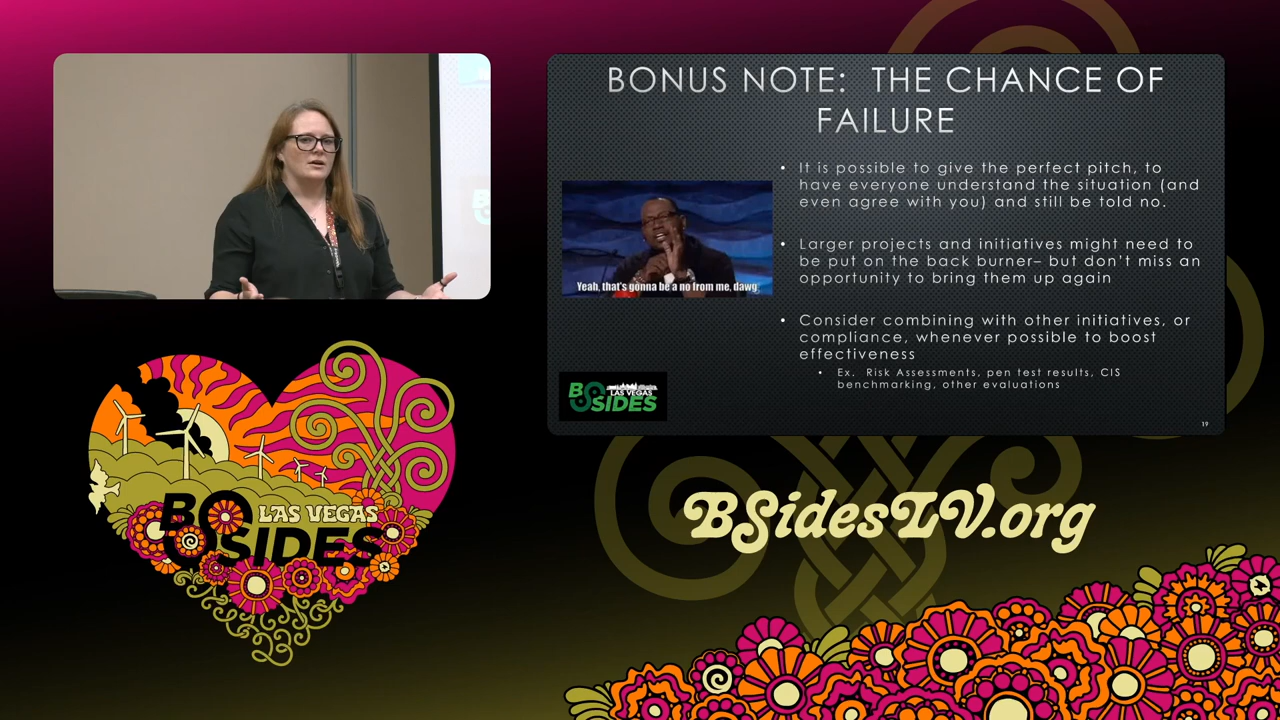 BONUS NOTE: THE CHANCE OF
FAILURE
• It is possible to give the perfect pitch, to
have everyone understand the situation (and
even agree with you) and still be told no.
• Larger projects and initiatives might need to
be put on the back burner– but don't miss an
opportunity to bring them up again
• Consider combining with other initiatives, or
compliance, whenever possible to boost
effectiveness
• Ex. Risk Assessments, pen test results, CIS
benchmarking, other evaluations
Yeah, that's gonna be a no from me, dawg.
BSIDES
LAS VEGAS
19
BSIDES
LAS VEGAS
23
BSidesLV.org